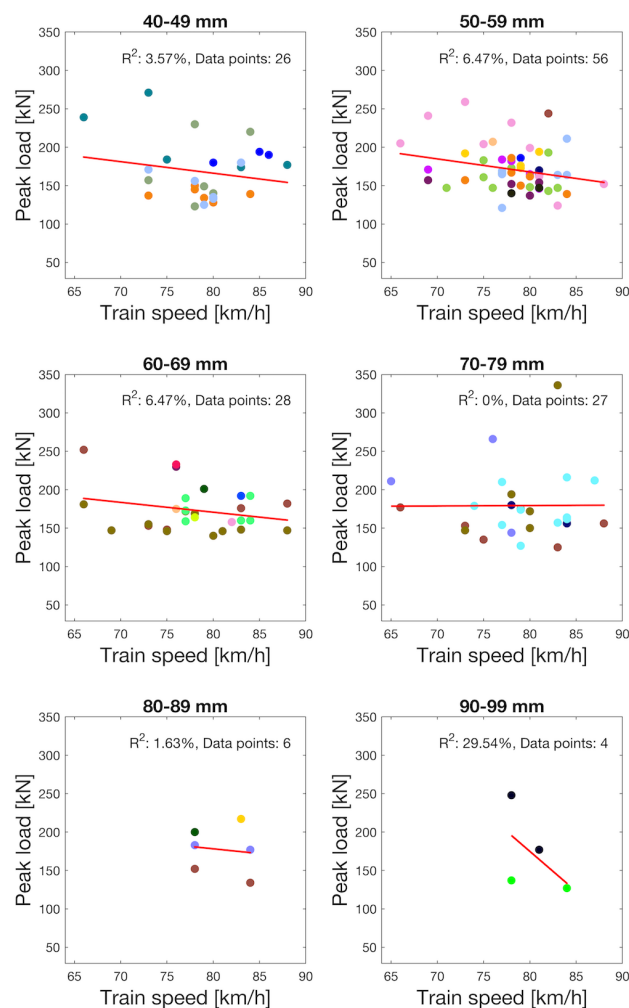 40-49 mm
R²: 3.57%, Data points: 26
350
300
250
200
150
100
50
Peak load [kN]
65 70 75 80 85 90
Train speed [km/h]
50-59 mm
R²: 6.47%, Data points: 56
350
300
250
200
150
100
50
Peak load [kN]
65 70 75 80 85 90
Train speed [km/h]
60-69 mm
R²: 6.47%, Data points: 28
350
300
250
200
150
100
50
Peak load [kN]
65 70 75 80 85 90
Train speed [km/h]
70-79 mm
R²: 0%, Data points: 27
350
300
250
200
150
100
50
Peak load [kN]
65 70 75 80 85 90
Train speed [km/h]
80-89 mm
R²: 1.63%, Data points: 6
350
300
250
200
150
100
50
Peak load [kN]
65 70 75 80 85 90
Train speed [km/h]
90-99 mm
R²: 29.54%, Data points: 4
350
300
250
200
150
100
50
Peak load [kN]
65 70 75 80 85 90
Train speed [km/h]